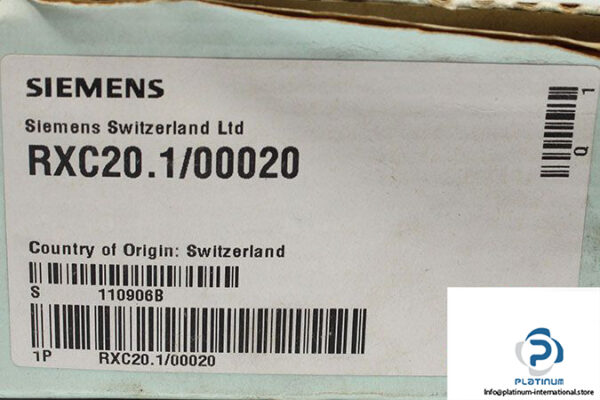 SIEMENS
Siemens Switzerland Ltd
RXC20.1/00020
Q 1
Country of Origin: Switzerland
S 110906B
1P RXC20.1/00020
PLATINUM
Info@platinum-international.store